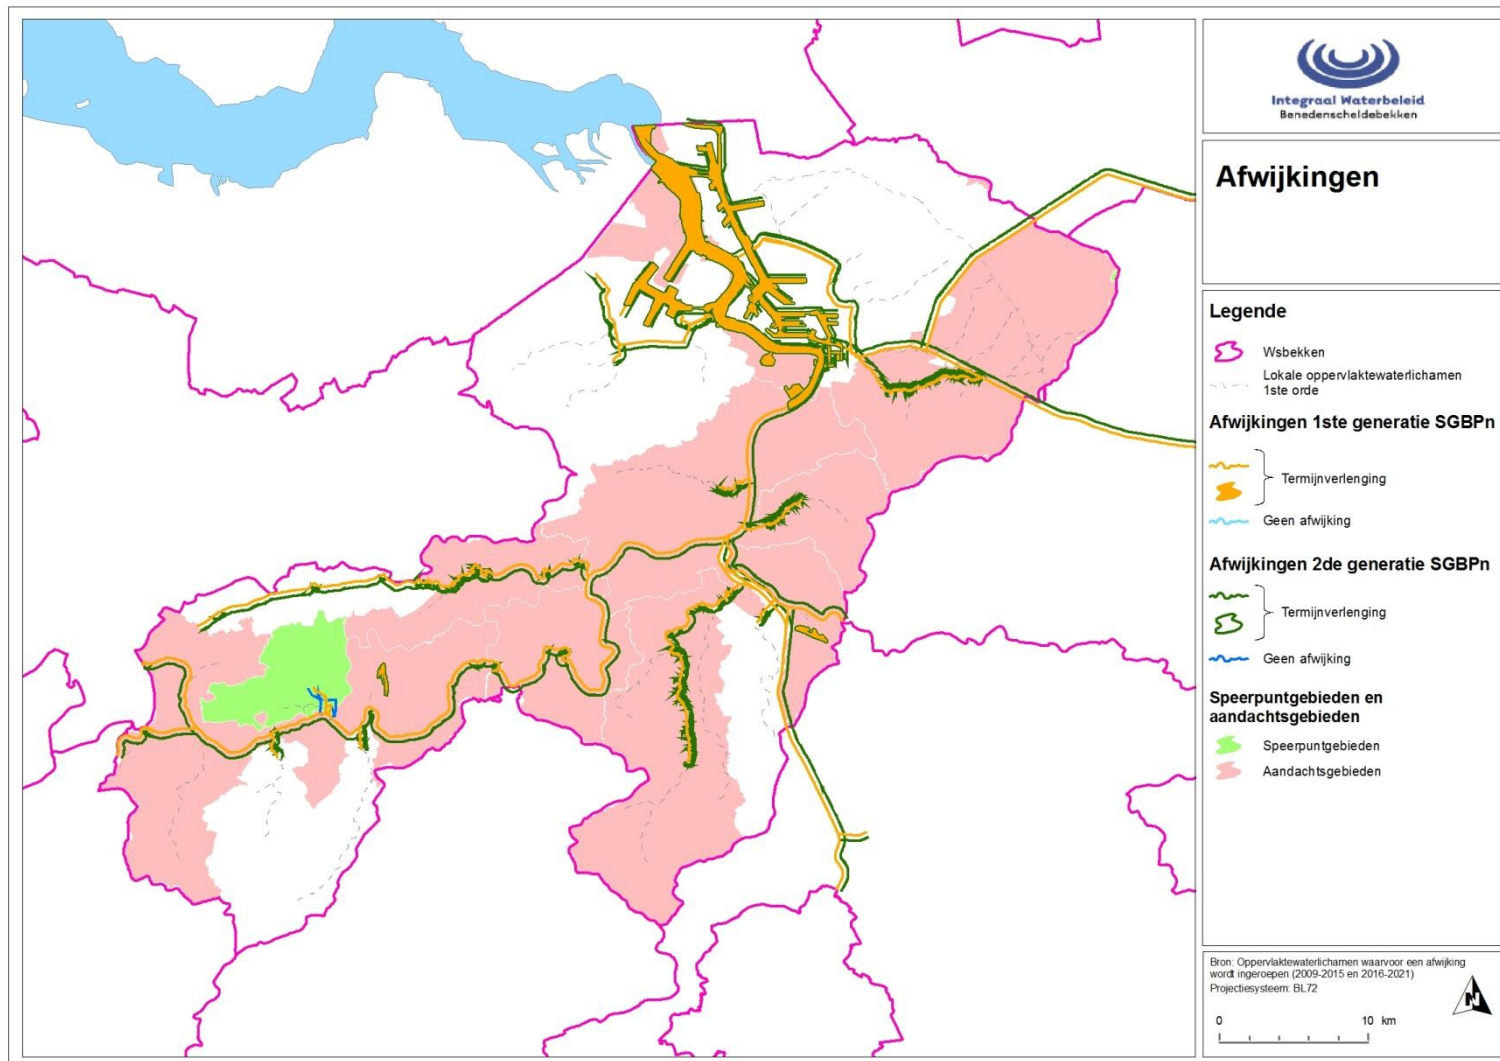 Integraal Waterbeleid
Benedenscheldebekken
Afwijkingen
Legende
Wsbekken
Lokale oppervlaktewaterlichamen
1ste orde
Afwijkingen 1ste generatie SGBPn
Termijnverlenging
Geen afwijking
Afwijkingen 2de generatie SGBPn
Termijnverlenging
Geen afwijking
Speerpuntgebieden en
aandachtsgebieden
Speerpuntgebieden
Aandachtsgebieden
Bron: Oppervlaktewaterlichamen waarvoor een afwijking
wordt ingeroepen (2009-2015 en 2016-2021)
Projectiesysteem: BL72
N
0 10 km